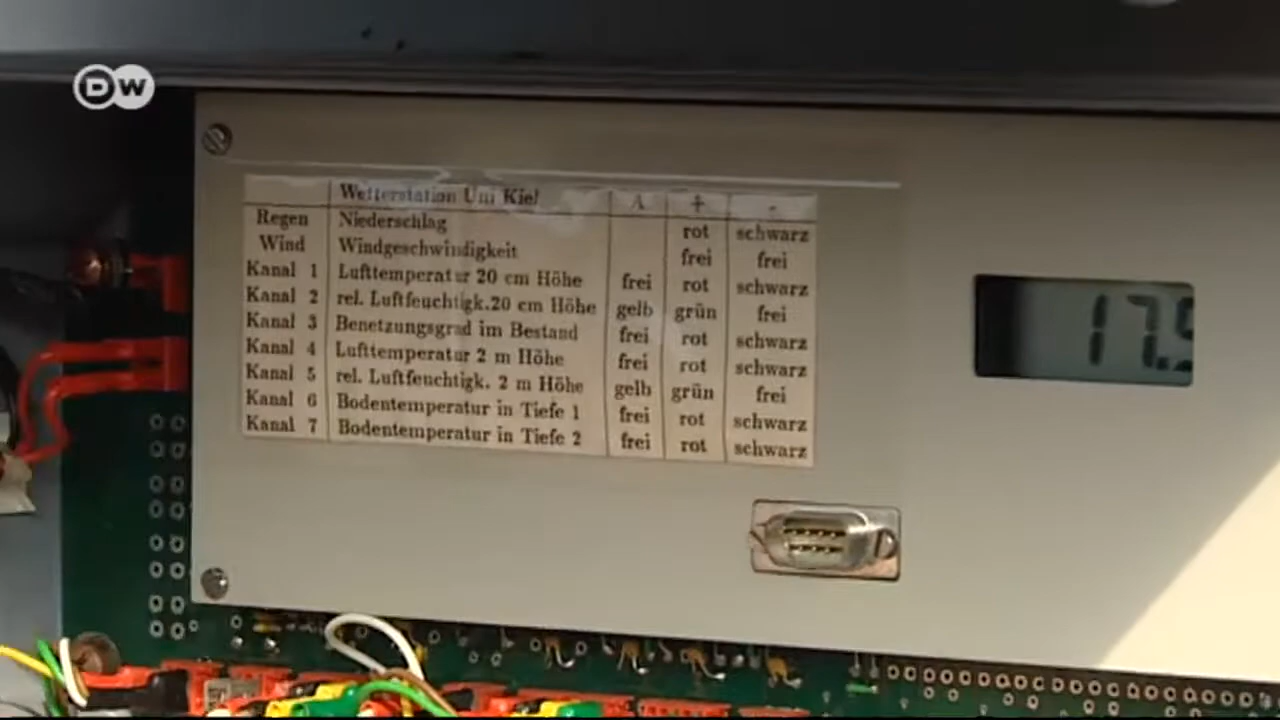 DW
Wetterstation Uni Kiel A + -
Regen Niederschlag rot schwarz
Wind Windgeschwindigkeit frei frei
Kanal 1 Lufttemperatur 20 cm Höhe frei rot schwarz
Kanal 2 rel. Luftfeuchtigk.20 cm Höhe gelb grün frei
Kanal 3 Benetzungsgrad im Bestand frei rot schwarz
Kanal 4 Lufttemperatur 2 m Höhe frei rot schwarz
Kanal 5 rel. Luftfeuchtigk. 2 m Höhe gelb grün frei
Kanal 6 Bodentemperatur in Tiefe 1 frei rot schwarz
Kanal 7 Bodentemperatur in Tiefe 2 frei rot schwarz